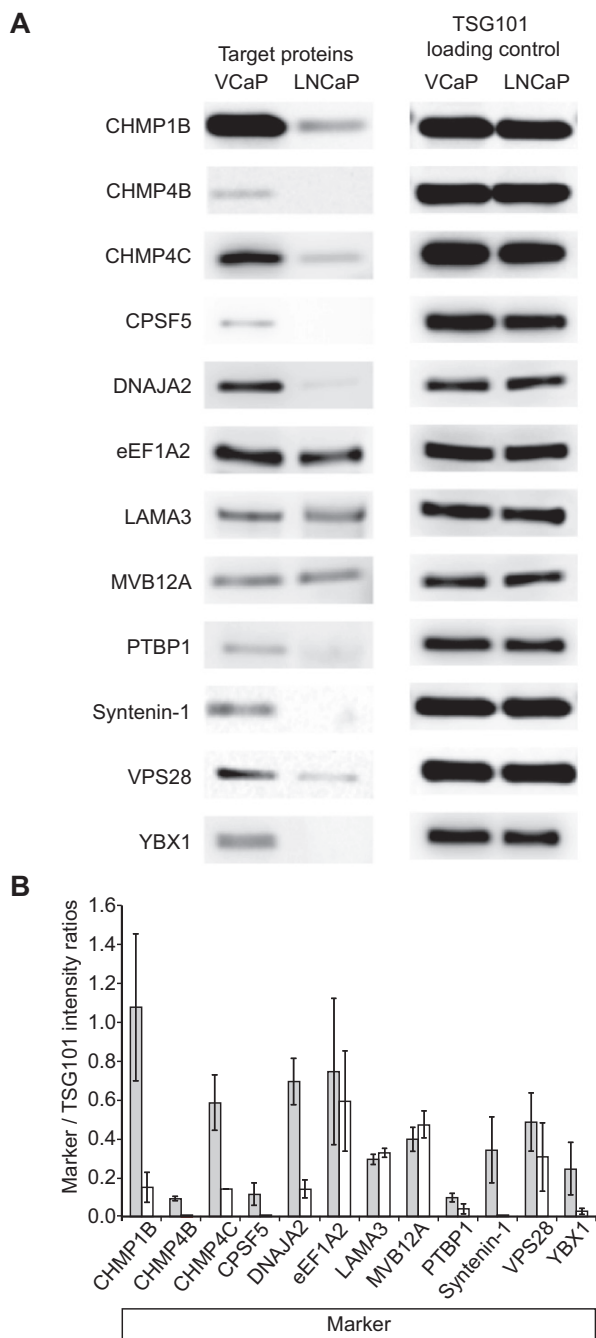 A
Target proteins
TSG101
loading control
VCaP LNCaP
VCaP LNCaP
CHMP1B
CHMP4B
CHMP4C
CPSF5
DNAJA2
eEF1A2
LAMA3
MVB12A
PTBP1
Syntenin-1
VPS28
YBX1
B
Marker / TSG101 intensity ratios
1.6
1.4
1.2
1.0
0.8
0.6
0.4
0.2
0.0
CHMP1B
CHMP4B
CHMP4C
CPSF5
DNAJA2
eEF1A2
LAMA3
MVB12A
PTBP1
Syntenin-1
VPS28
YBX1
Marker